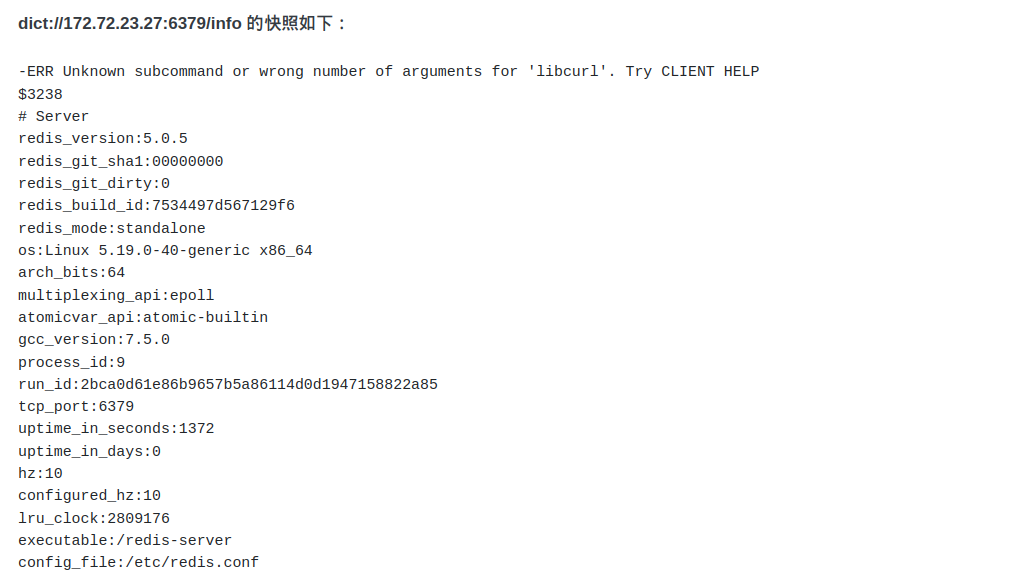 dict://172.72.23.27:6379/info 的快照如下：
-ERR Unknown subcommand or wrong number of arguments for 'libcurl'. Try CLIENT HELP
$3238
# Server
redis_version:5.0.5
redis_git_sha1:00000000
redis_git_dirty:0
redis_build_id:7534497d567129f6
redis_mode:standalone
os:Linux 5.19.0-40-generic x86_64
arch_bits:64
multiplexing_api:epoll
atomicvar_api:atomic-builtin
gcc_version:7.5.0
process_id:9
run_id:2bca0d61e86b9657b5a86114d0d1947158822a85
tcp_port:6379
uptime_in_seconds:1372
uptime_in_days:0
hz:10
configured_hz:10
lru_clock:2809176
executable:/redis-server
config_file:/etc/redis.conf